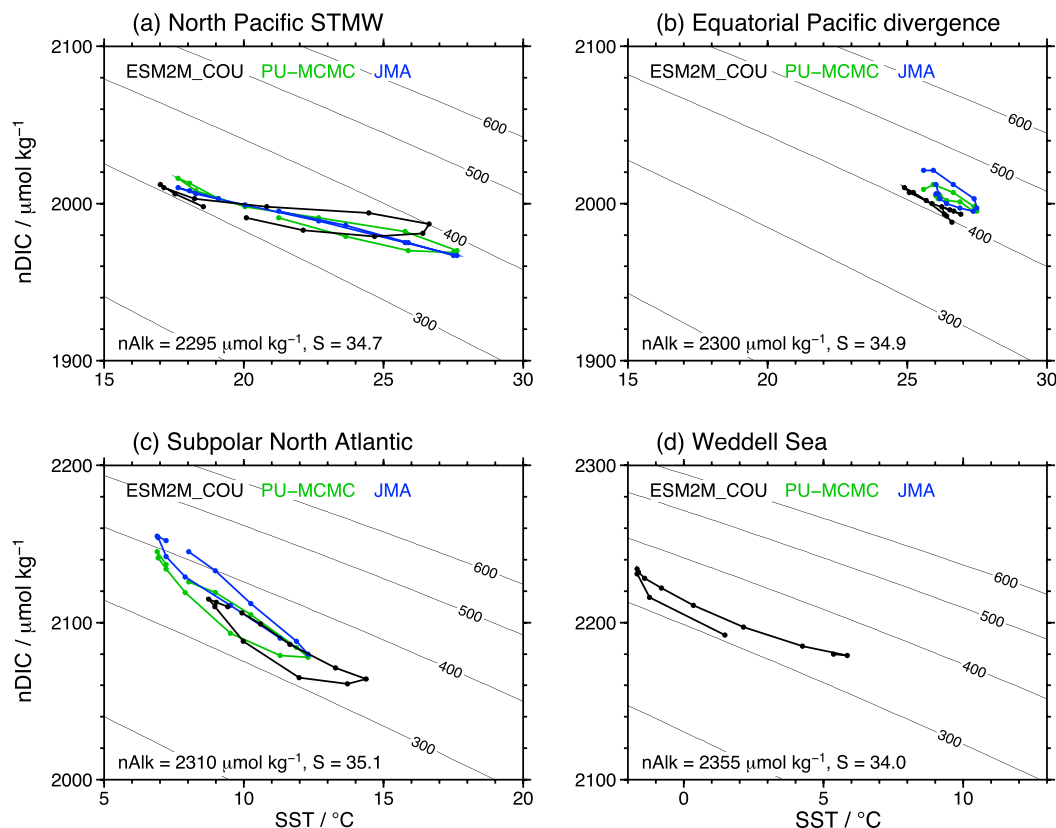 (a) North Pacific STMW
2100
2000
1900
nDIC / μmol kg⁻¹
ESM2M_COU PU−MCMC JMA
600
500
400
300
nAlk = 2295 μmol kg⁻¹, S = 34.7
15 20 25 30
(b) Equatorial Pacific divergence
2100
2000
1900
ESM2M_COU PU−MCMC JMA
600
500
400
300
nAlk = 2300 μmol kg⁻¹, S = 34.9
15 20 25 30
(c) Subpolar North Atlantic
2200
2100
2000
nDIC / μmol kg⁻¹
ESM2M_COU PU−MCMC JMA
600
500
400
300
nAlk = 2310 μmol kg⁻¹, S = 35.1
5 10 15 20
SST / °C
(d) Weddell Sea
2300
2200
2100
ESM2M_COU PU−MCMC JMA
600
500
400
300
nAlk = 2355 μmol kg⁻¹, S = 34.0
0 5 10
SST / °C